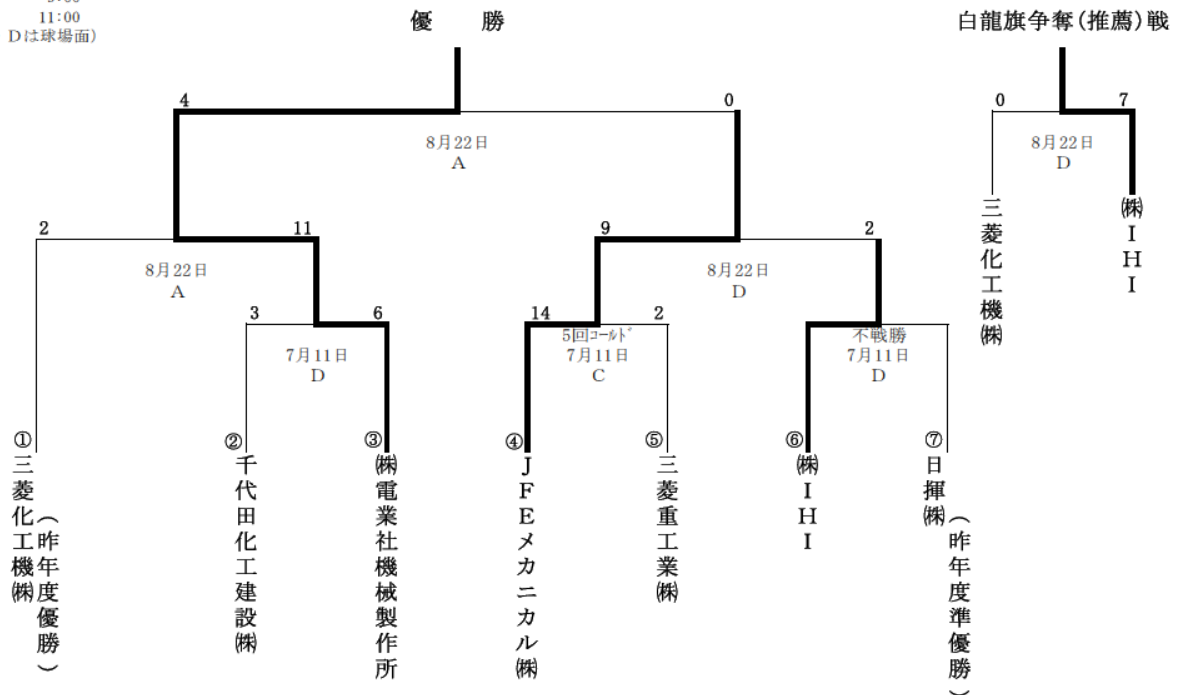 11:00
Dは球場面)
優　勝
白龍旗争奪(推薦)戦
4
0
8月22日
A
0
7
8月22日
D
三菱化工機㈱
㈱IHI
2
11
8月22日
A
9
2
8月22日
D
3
6
7月11日
D
14
2
5回コールド
7月11日
C
不戦勝
7月11日
D
①
三菱化工機㈱
(昨年度優勝)
②
千代田化工建設㈱
③
㈱電業社機械製作所
④
JFEメカニカル㈱
⑤
三菱重工業㈱
⑥
㈱IHI
⑦
日揮㈱
(昨年度準優勝)